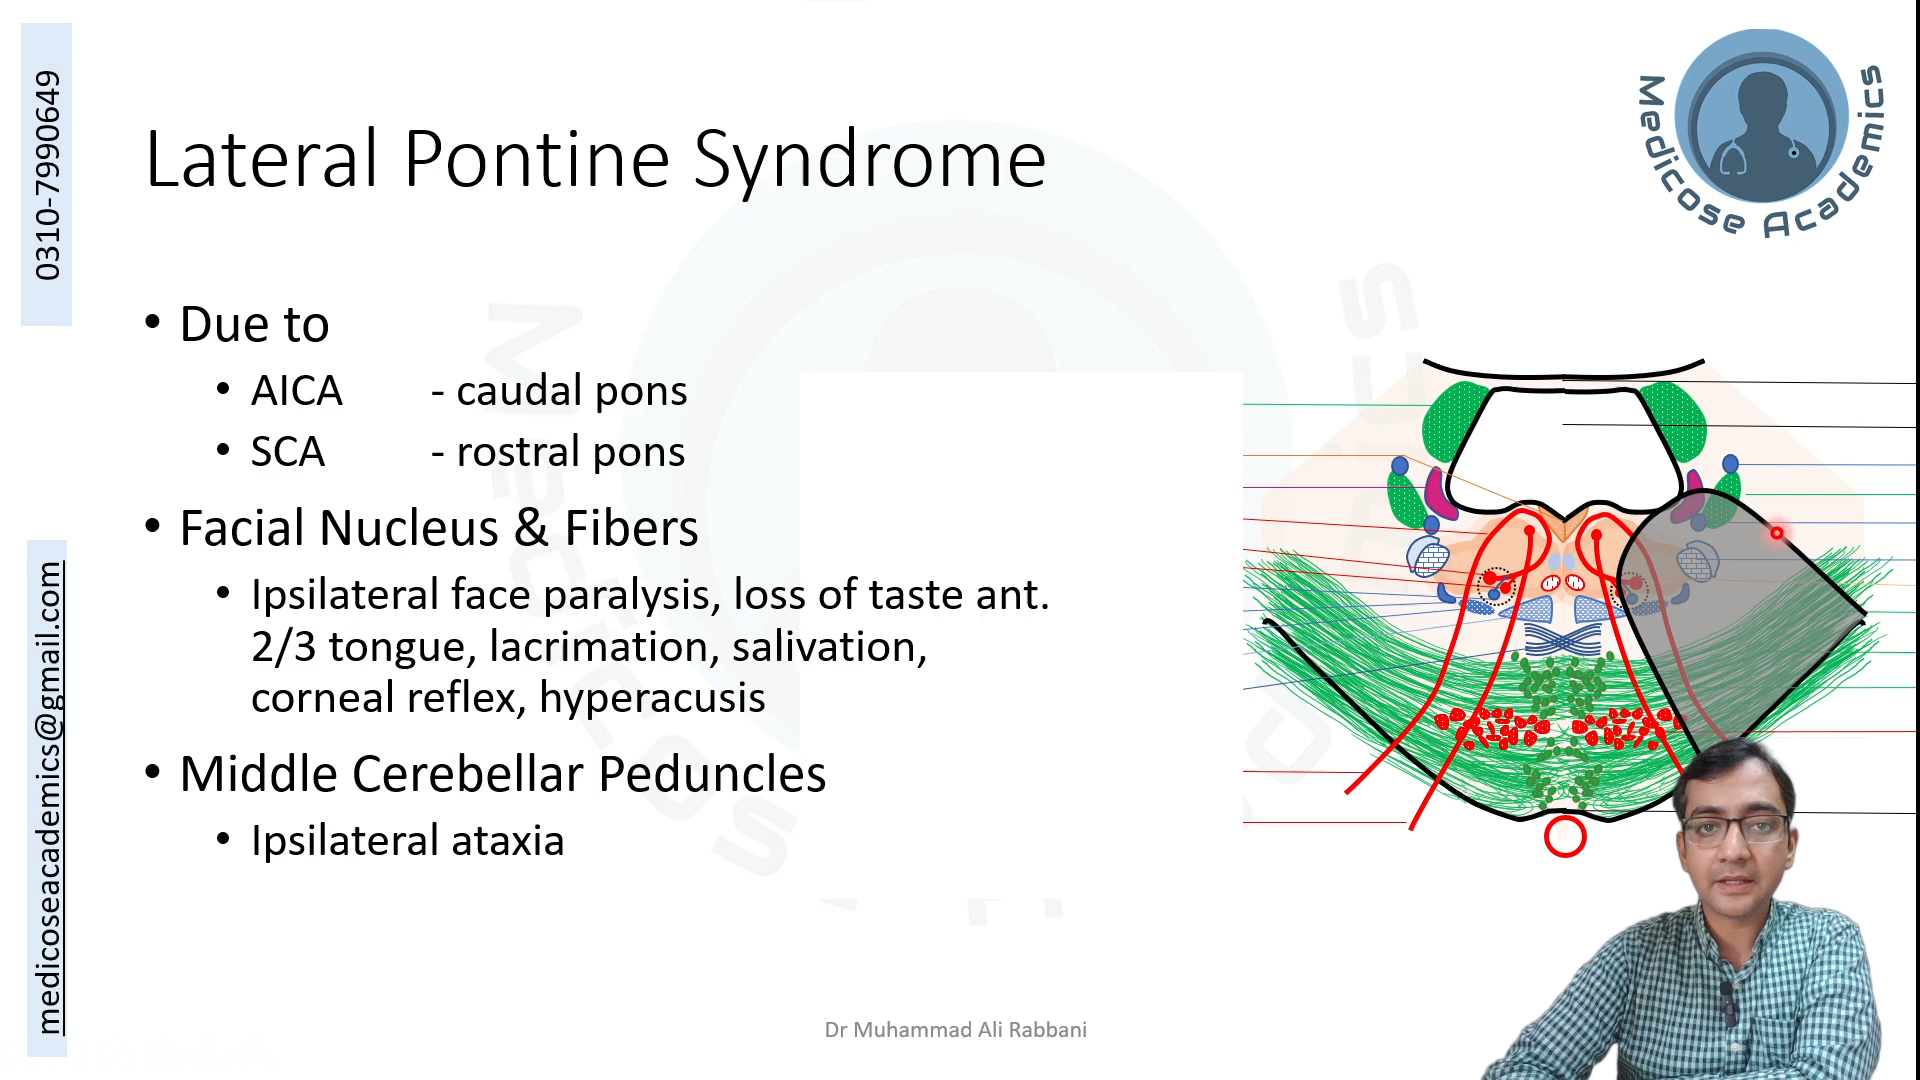 0310-7990649
medicoseacademics@gmail.com
Medicose Academics
Lateral Pontine Syndrome
• Due to
• AICA - caudal pons
• SCA - rostral pons
• Facial Nucleus & Fibers
• Ipsilateral face paralysis, loss of taste ant.
2/3 tongue, lacrimation, salivation,
corneal reflex, hyperacusis
• Middle Cerebellar Peduncles
• Ipsilateral ataxia
Dr Muhammad Ali Rabbani